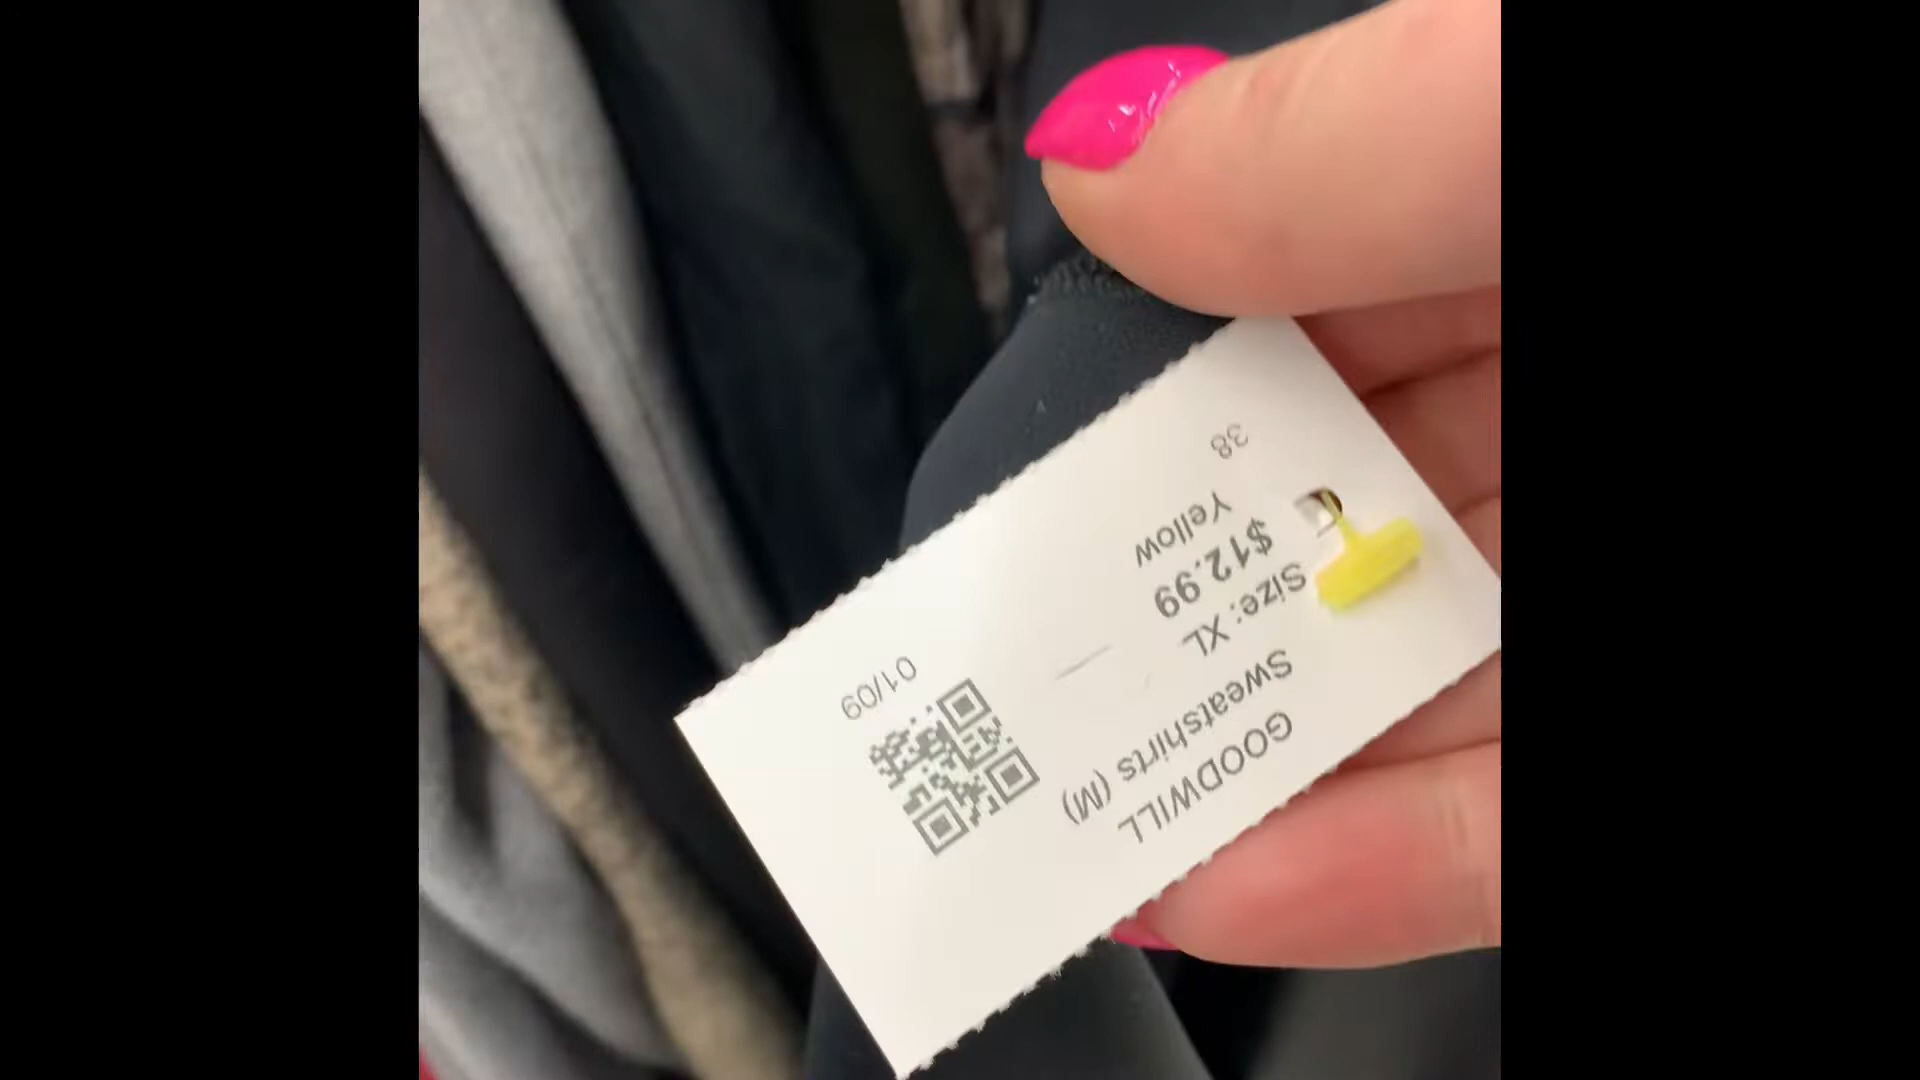 GOODWILL
Sweatshirts (M)
Size: XL
$12.99
Yellow
38
01/09